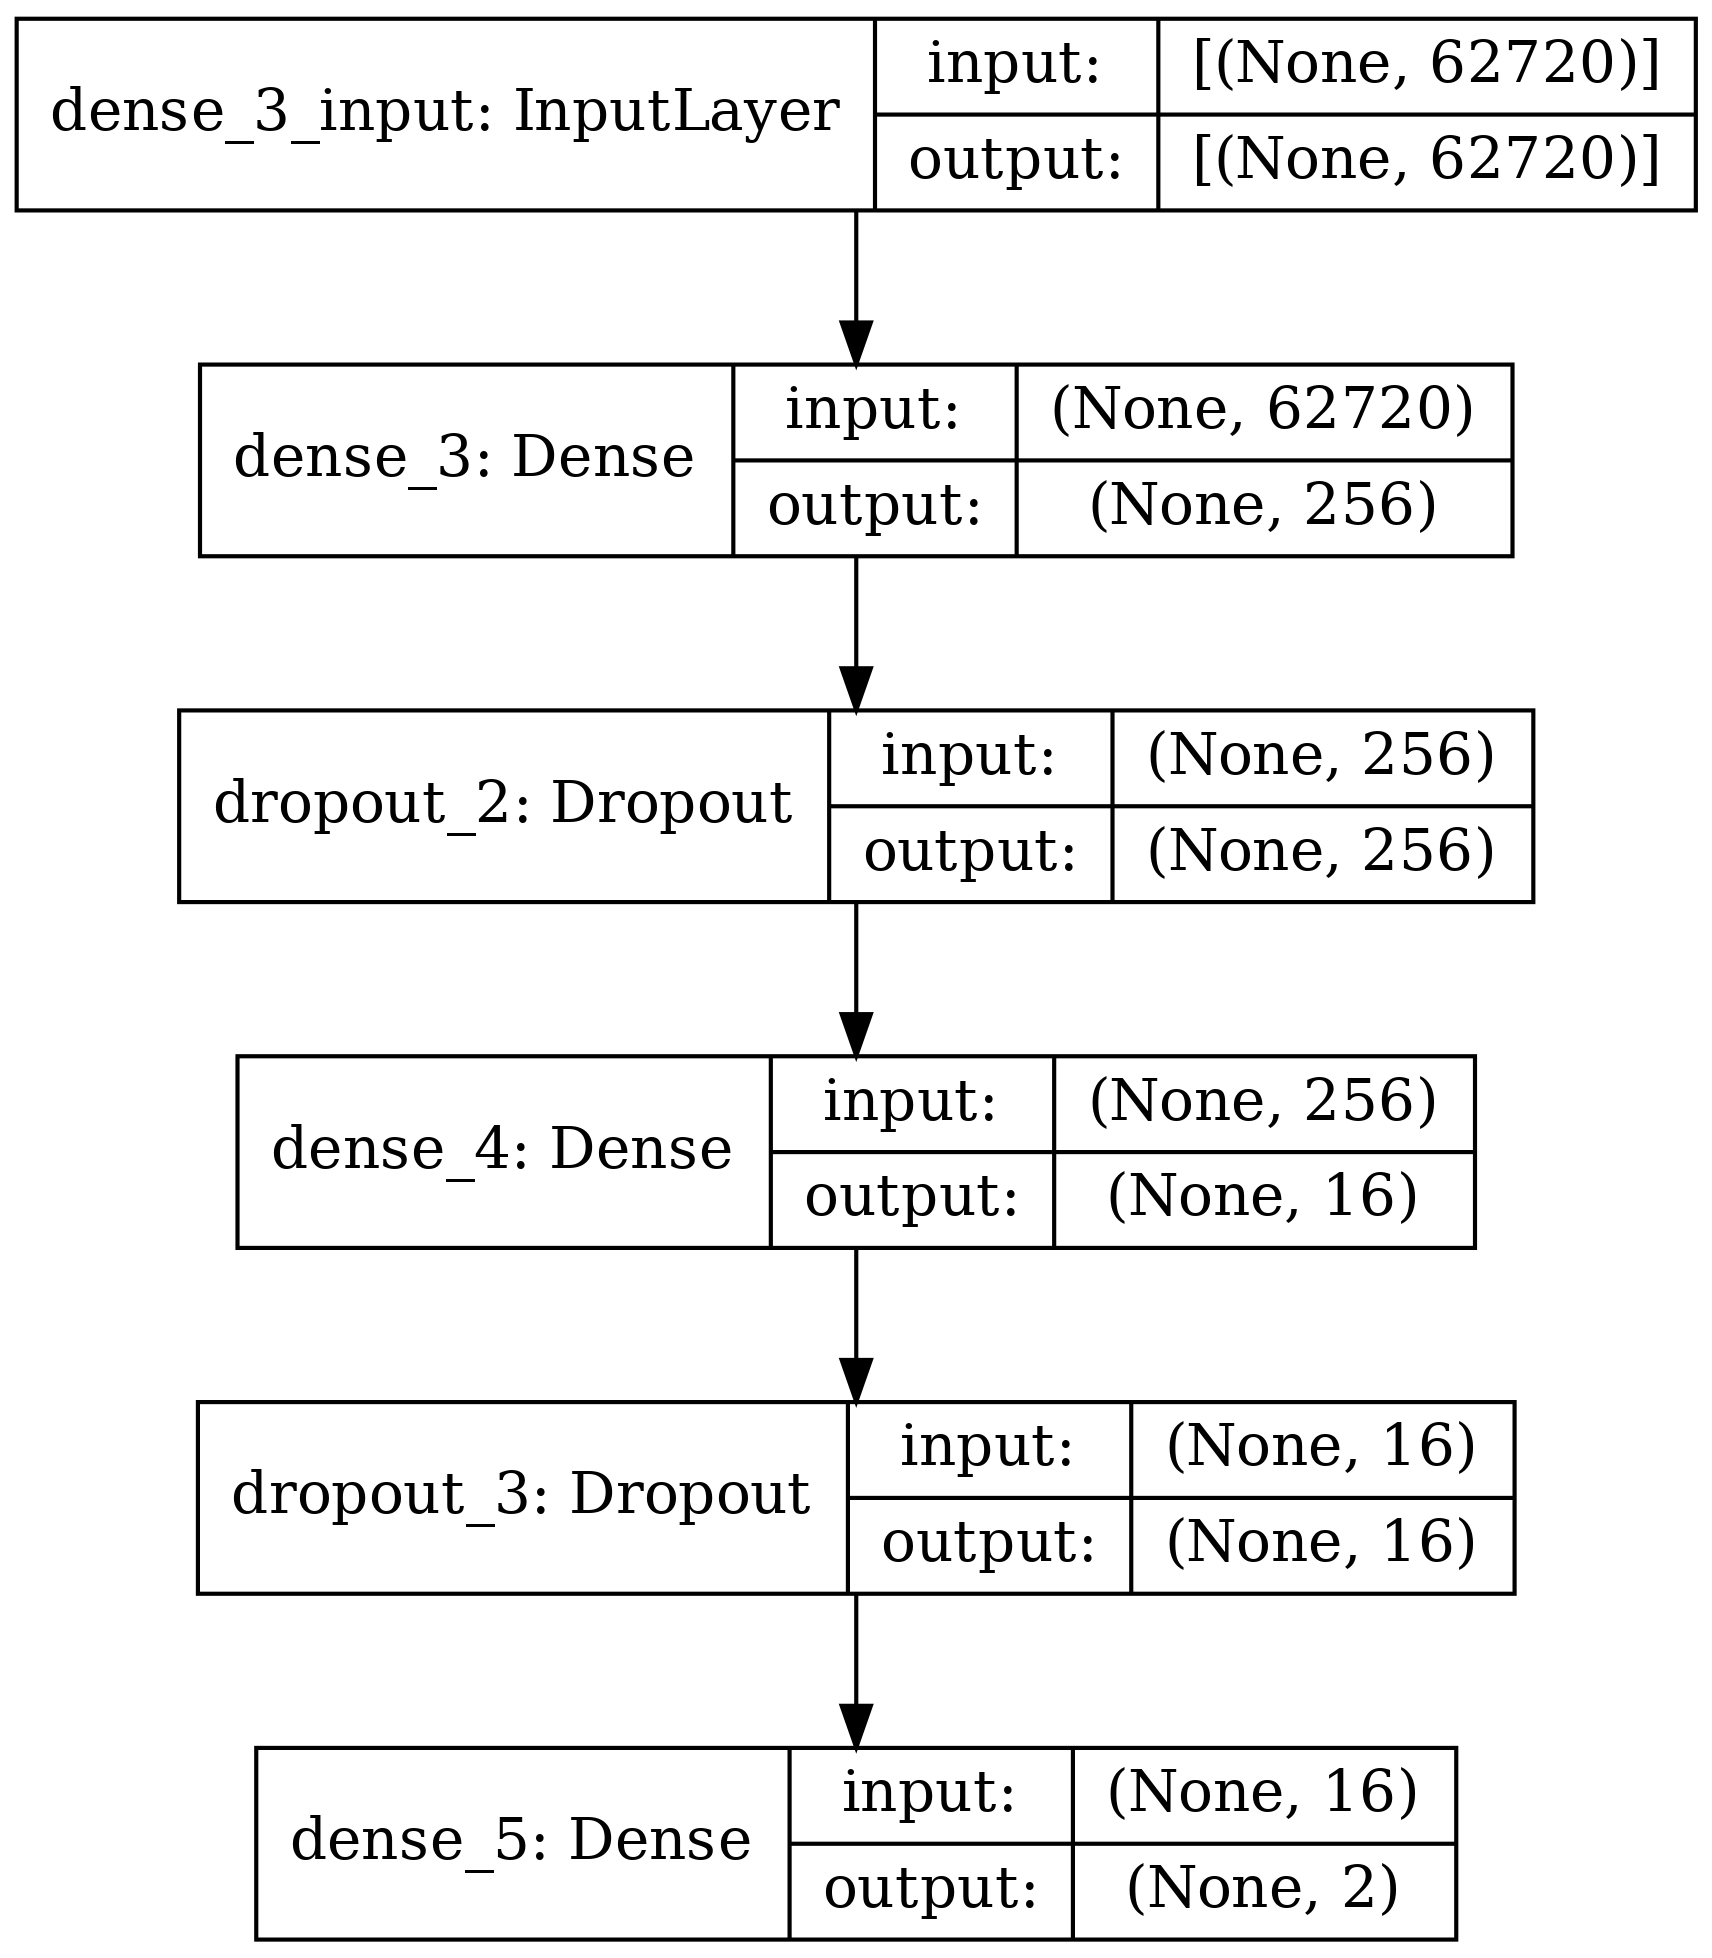 dense_3_input: InputLayer
input:
[(None, 62720)]
output:
[(None, 62720)]
dense_3: Dense
input:
(None, 62720)
output:
(None, 256)
dropout_2: Dropout
input:
(None, 256)
output:
(None, 256)
dense_4: Dense
input:
(None, 256)
output:
(None, 16)
dropout_3: Dropout
input:
(None, 16)
output:
(None, 16)
dense_5: Dense
input:
(None, 16)
output:
(None, 2)